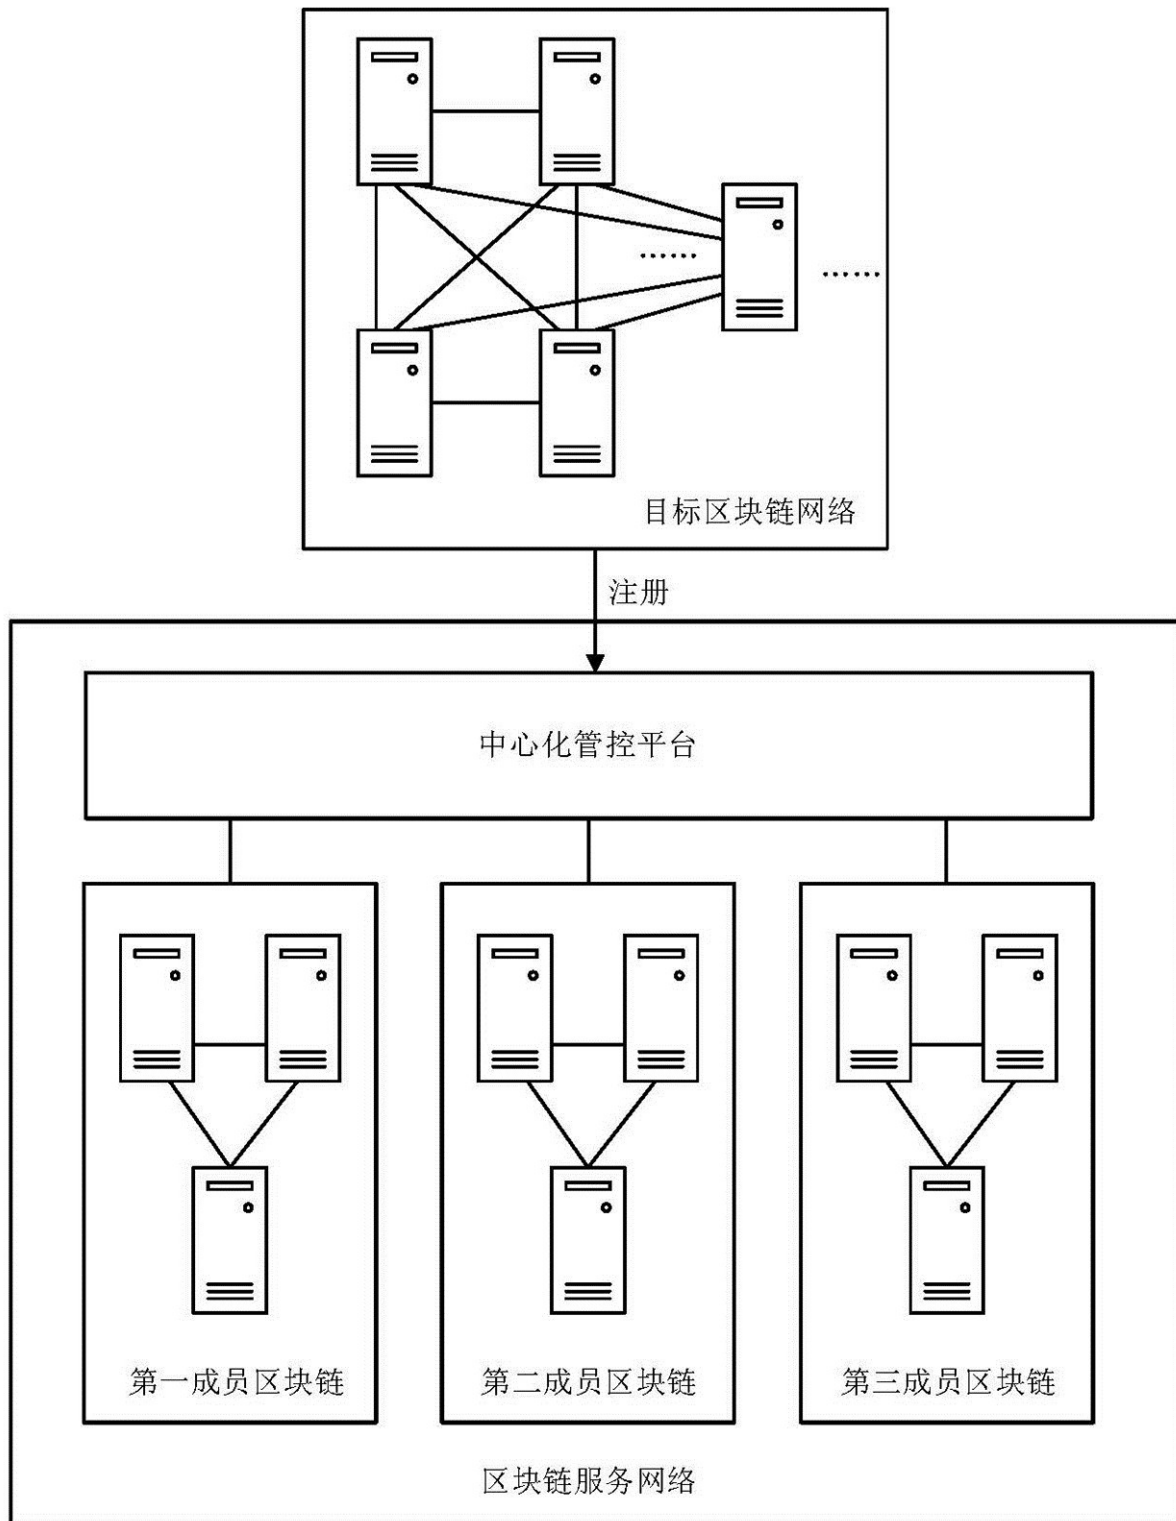 目标区块链网络
注册
中心化管控平台
第一成员区块链
第二成员区块链
第三成员区块链
区块链服务网络